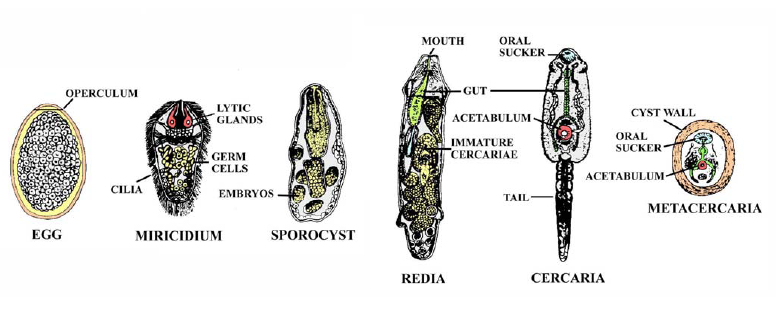 OPERCULUM
EGG
LYTIC
GLANDS
GERM
CELLS
CILIA
MIRICIDIUM
EMBRYOS
SPOROCYST
MOUTH
GUT
IMMATURE
CERCARIAE
REDIA
ORAL
SUCKER
ACETABULUM
TAIL
CERCARIA
CYST WALL
ORAL
SUCKER
ACETABULUM
METACERCARIA